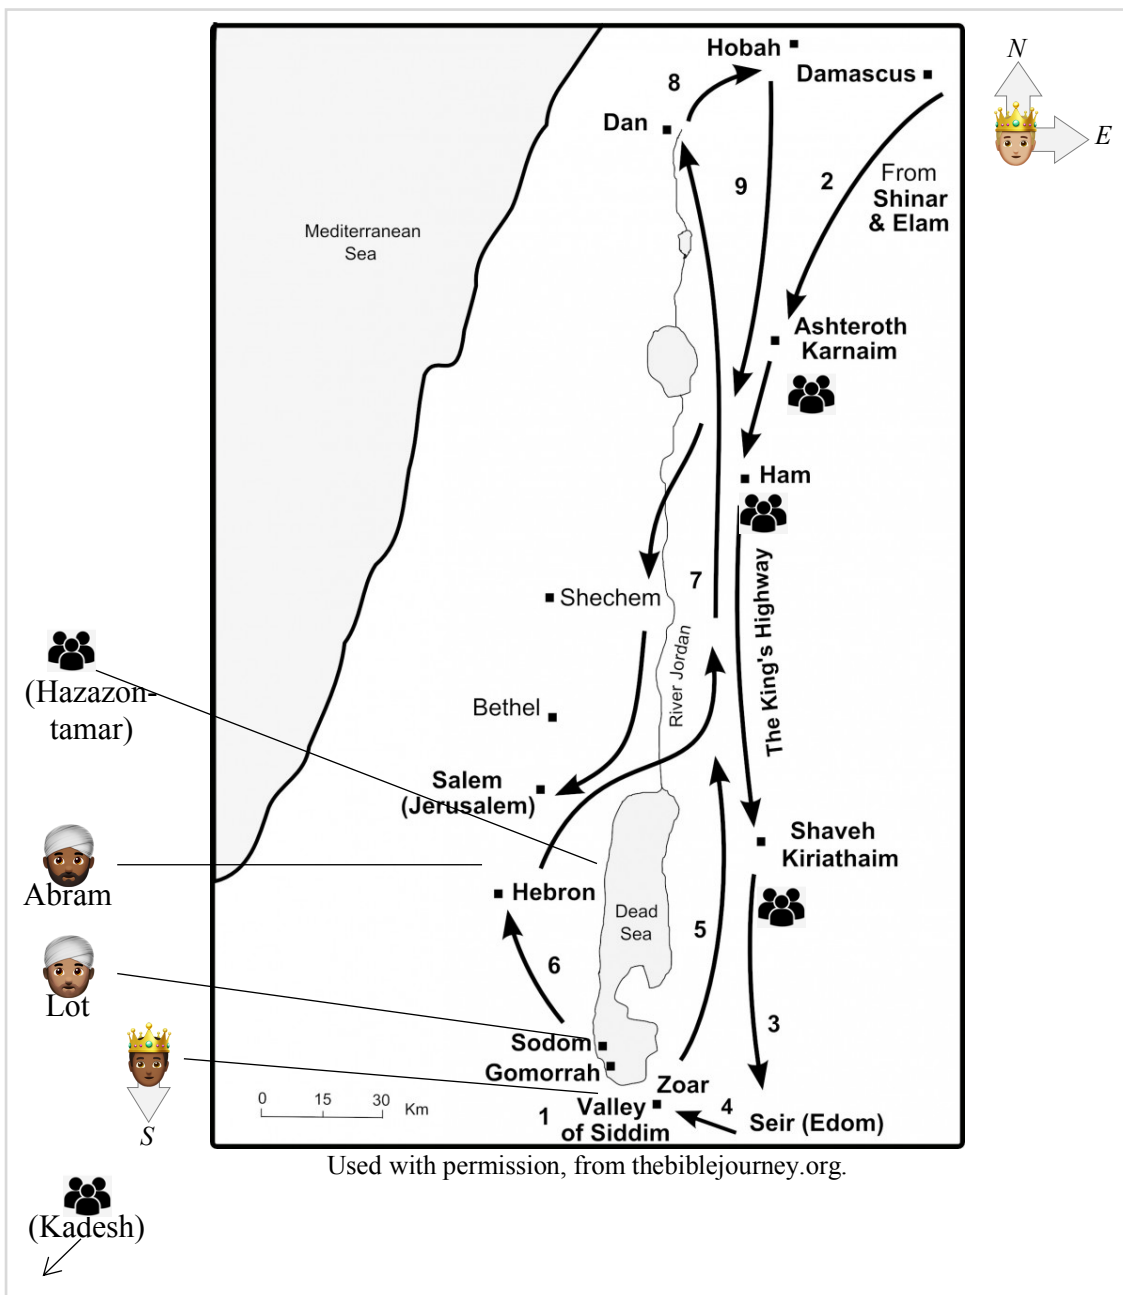 N
E
Hobah
Damascus
8
Dan
9
2
From
Shinar
& Elam
Mediterranean
Sea
Ashteroth
Karnaim
Ham
7
Shechem
The King's Highway
River Jordan
(Hazazon-
tamar)
Bethel
Salem
(Jerusalem)
Shaveh
Kiriathaim
Abram
Hebron
Dead
Sea
5
6
Lot
3
Sodom
Gomorrah
Zoar
0 15 30 Km
1
Valley
of Siddim
4
Seir (Edom)
S
Used with permission, from thebiblejourney.org.
(Kadesh)